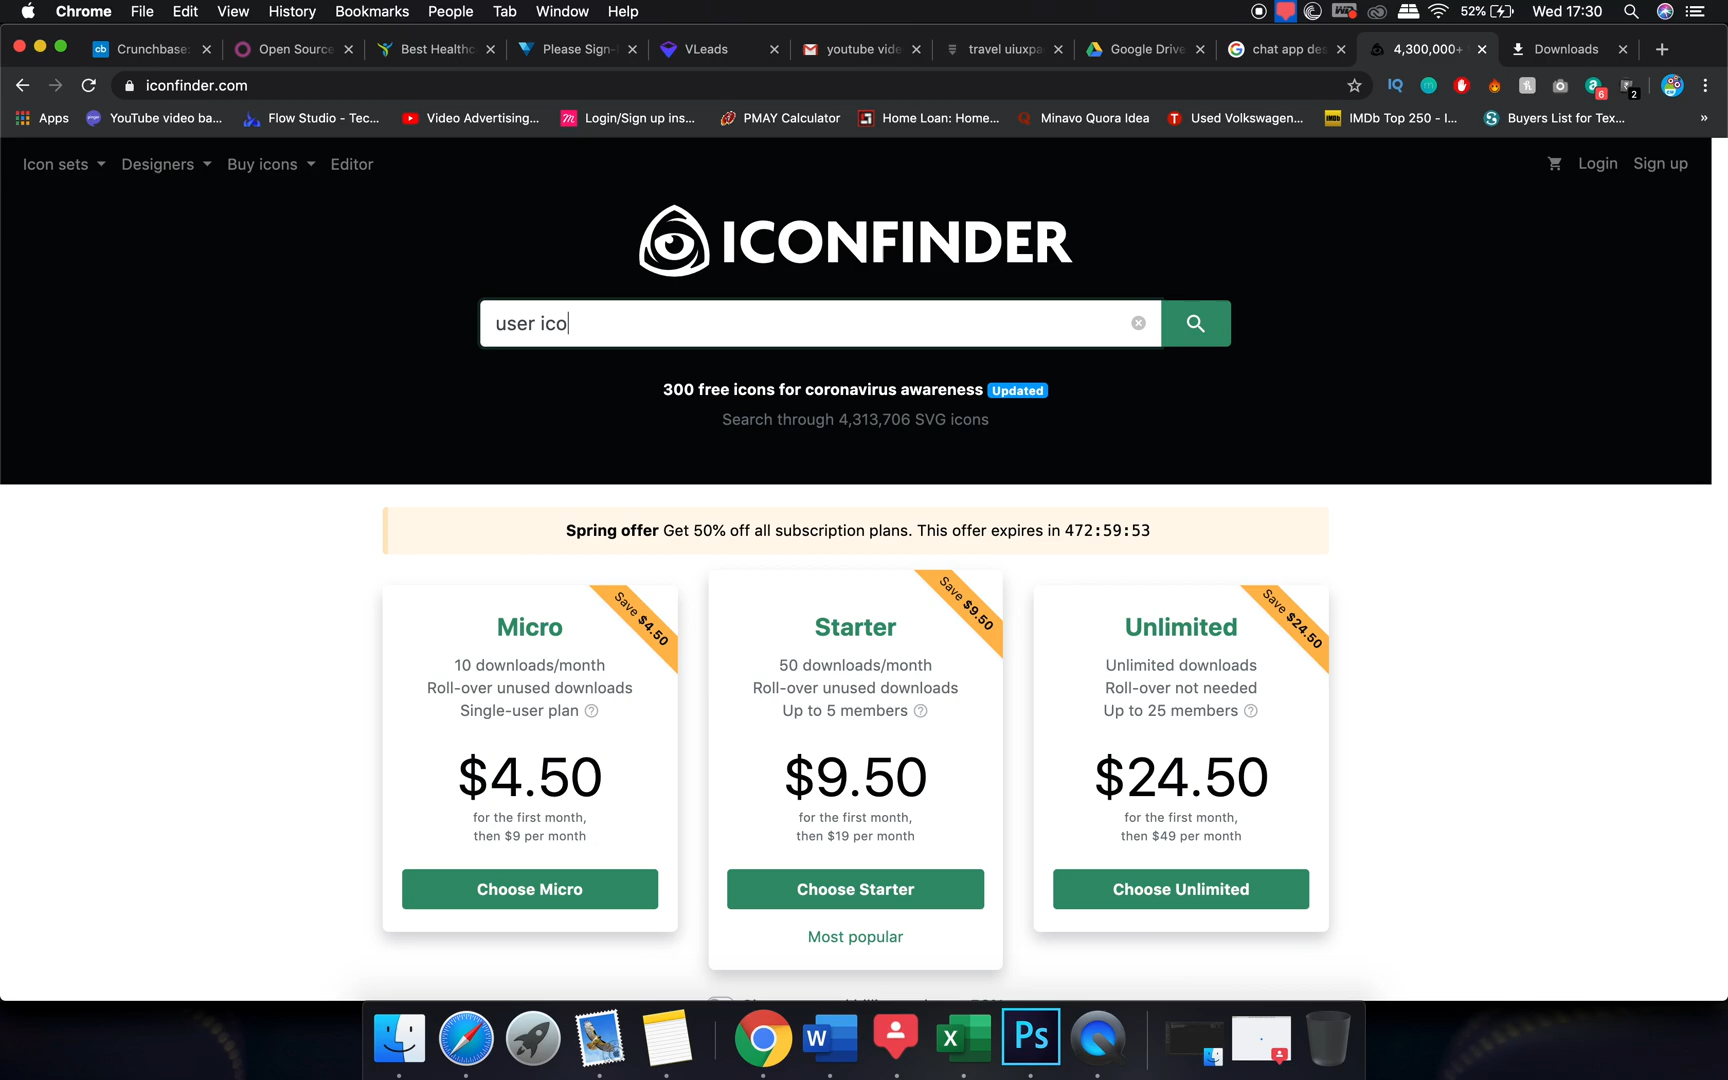 Chrome File Edit View History Bookmarks People Tab Window Help 52% Wed 17:30
Crunchbase: Open Source Best Healthc Please Sign- VLeads youtube vide travel uiuxpa Google Drive chat app des 4,300,000+ Downloads
iconfinder.com
Apps YouTube video ba... Flow Studio - Tec... Video Advertising... Login/Sign up ins... PMAY Calculator Home Loan: Home... Minavo Quora Idea Used Volkswagen... IMDb Top 250 - I... Buyers List for Tex... »
Icon sets Designers Buy icons Editor Login Sign up
ICONFINDER
user ico
300 free icons for coronavirus awareness Updated
Search through 4,313,706 SVG icons
Spring offer Get 50% off all subscription plans. This offer expires in 472:59:53
Save $4.50
Micro
10 downloads/month
Roll-over unused downloads
Single-user plan
$4.50
for the first month,
then $9 per month
Choose Micro
Save $9.50
Starter
50 downloads/month
Roll-over unused downloads
Up to 5 members
$9.50
for the first month,
then $19 per month
Choose Starter
Most popular
Save $24.50
Unlimited
Unlimited downloads
Roll-over not needed
Up to 25 members
$24.50
for the first month,
then $49 per month
Choose Unlimited
W X Ps